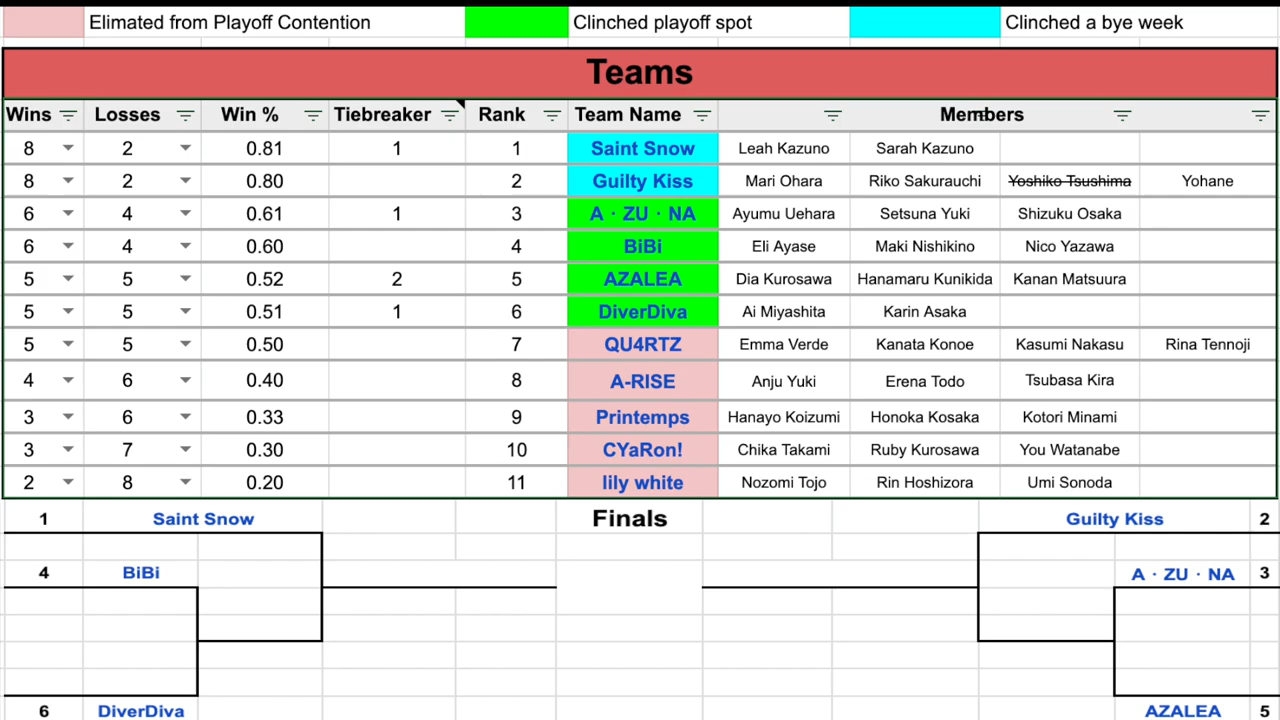 Elimated from Playoff Contention Clinched playoff spot Clinched a bye week
Teams
Wins Losses Win % Tiebreaker Rank Team Name Members
8 2 0.81 1 1 Saint Snow Leah Kazuno Sarah Kazuno
8 2 0.80 2 Guilty Kiss Mari Ohara Riko Sakurauchi Yoshiko Tsushima Yohane
6 4 0.61 1 3 A · ZU · NA Ayumu Uehara Setsuna Yuki Shizuku Osaka
6 4 0.60 4 BiBi Eli Ayase Maki Nishikino Nico Yazawa
5 5 0.52 2 5 AZALEA Dia Kurosawa Hanamaru Kunikida Kanan Matsuura
5 5 0.51 1 6 DiverDiva Ai Miyashita Karin Asaka
5 5 0.50 7 QU4RTZ Emma Verde Kanata Konoe Kasumi Nakasu Rina Tennoji
4 6 0.40 8 A-RISE Anju Yuki Erena Todo Tsubasa Kira
3 6 0.33 9 Printemps Hanayo Koizumi Honoka Kosaka Kotori Minami
3 7 0.30 10 CYaRon! Chika Takami Ruby Kurosawa You Watanabe
2 8 0.20 11 lily white Nozomi Tojo Rin Hoshizora Umi Sonoda
1 Saint Snow Finals Guilty Kiss 2
4 BiBi A · ZU · NA 3
6 DiverDiva AZALEA 5